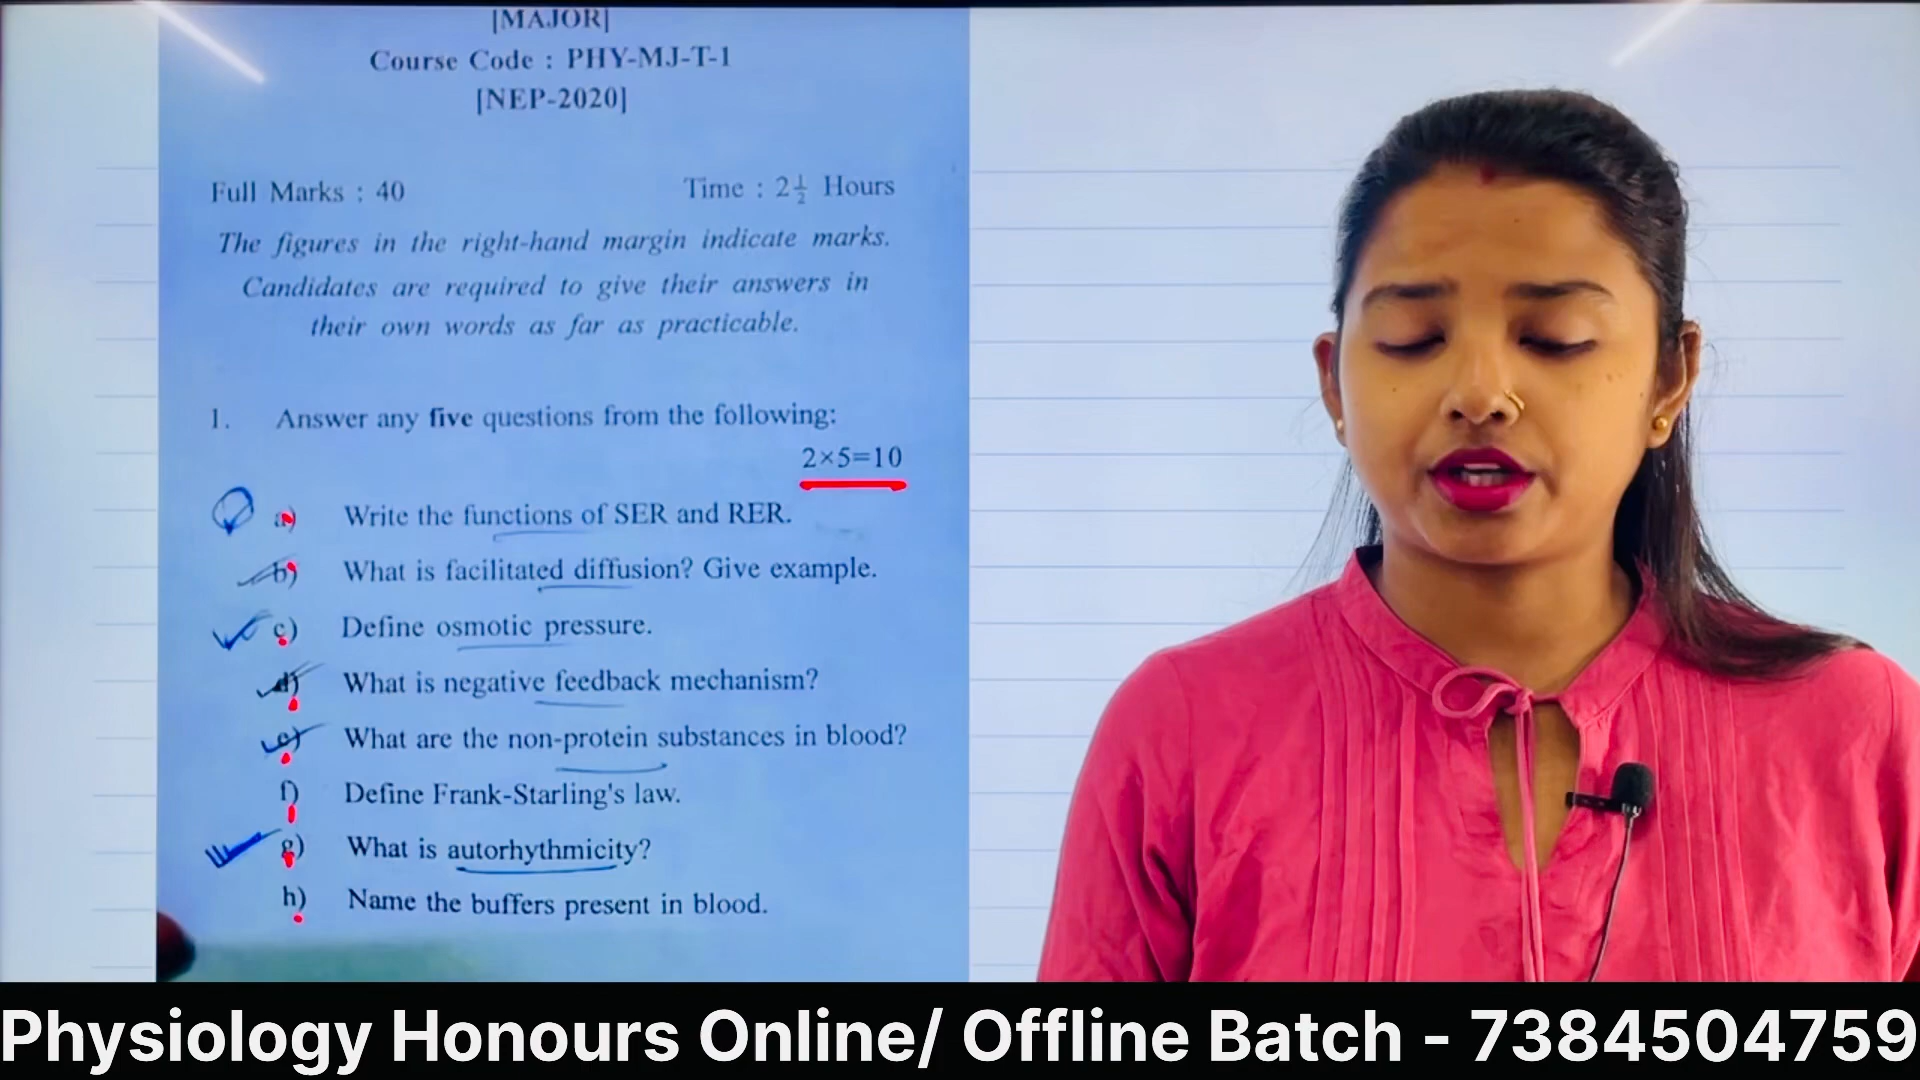 [MAJOR]
Course Code : PHY-MJ-T-1
[NEP-2020]
Full Marks : 40
Time : 2½ Hours
The figures in the right-hand margin indicate marks.
Candidates are required to give their answers in
their own words as far as practicable.
1. Answer any five questions from the following:
2×5=10
a) Write the functions of SER and RER.
b) What is facilitated diffusion? Give example.
c) Define osmotic pressure.
d) What is negative feedback mechanism?
e) What are the non-protein substances in blood?
f) Define Frank-Starling's law.
g) What is autorhythmicity?
h) Name the buffers present in blood.
Physiology Honours Online/ Offline Batch - 7384504759